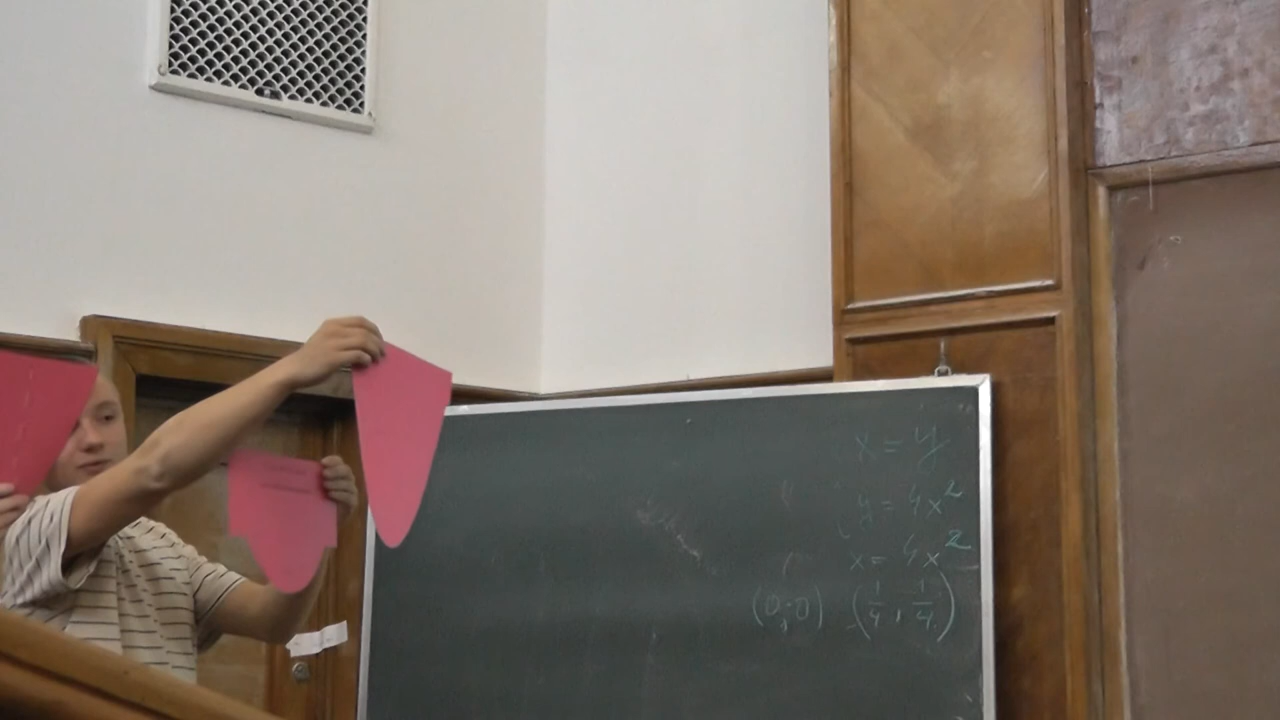 x = y
y = 4x²
x = 4x²
(0;0) (1/4, 1/4)